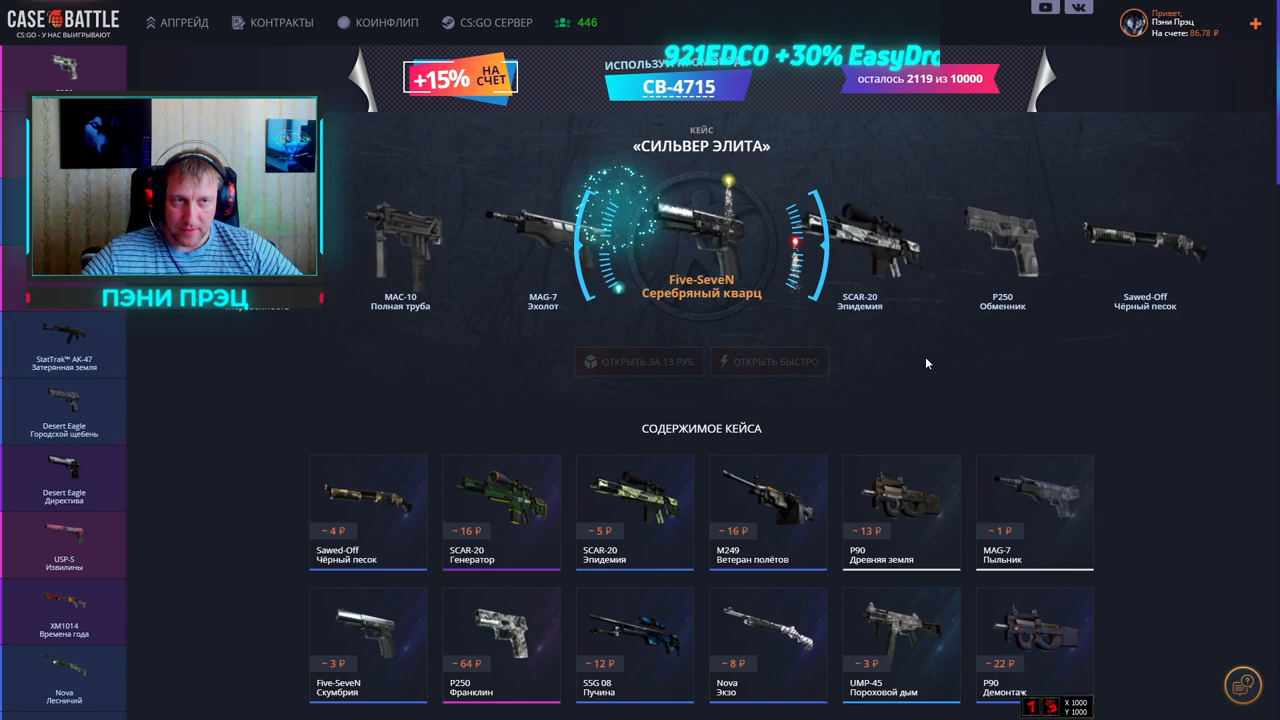 CASE BATTLE
CS:GO - У НАС ВЫИГРЫВАЮТ
АПГРЕЙД
КОНТРАКТЫ
КОИНФЛИП
CS:GO СЕРВЕР
446
Привет,
Пэни Прэц
На счете: 86.78 ₽
+15% НА СЧЕТ
921EDC0 +30% EasyDro
CB-4715
осталось 2119 из 10000
КЕЙС
«СИЛЬВЕР ЭЛИТА»
ПЭНИ ПРЭЦ
MAC-10
Полная труба
MAG-7
Эхолот
Five-SeveN
Серебряный кварц
SCAR-20
Эпидемия
P250
Обменник
Sawed-Off
Чёрный песок
ОТКРЫТЬ ЗА 13 РУБ
ОТКРЫТЬ БЫСТРО
StatTrak™ AK-47
Затерянная земля
Desert Eagle
Городской щебень
Desert Eagle
Директива
USP-S
Извилины
XM1014
Времена года
Nova
Лесничий
СОДЕРЖИМОЕ КЕЙСА
~ 4 ₽
Sawed-Off
Чёрный песок
~ 16 ₽
SCAR-20
Генератор
~ 5 ₽
SCAR-20
Эпидемия
~ 16 ₽
M249
Ветеран полётов
~ 13 ₽
P90
Древняя земля
~ 1 ₽
MAG-7
Пыльник
~ 3 ₽
Five-SeveN
Скумбрия
~ 64 ₽
P250
Франклин
~ 12 ₽
SSG 08
Пучина
~ 8 ₽
Nova
Экзо
~ 3 ₽
UMP-45
Пороховой дым
~ 22 ₽
P90
Демонтаж
X 1000
Y 1000